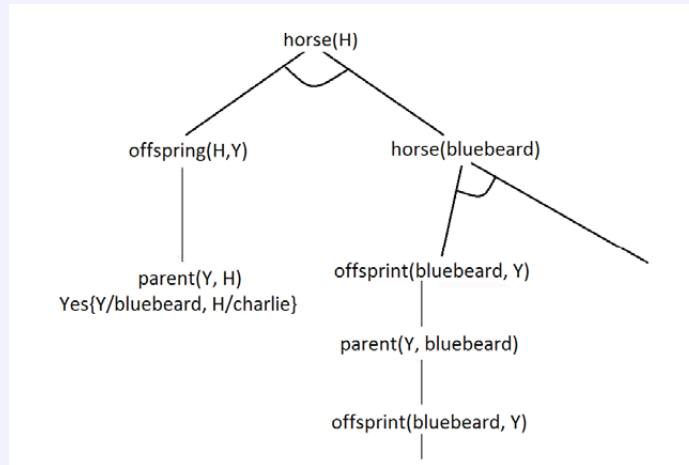 horse(H)
offspring(H,Y)
horse(bluebeard)
parent(Y, H)
Yes{Y/bluebeard, H/charlie}
offsprint(bluebeard, Y)
parent(Y, bluebeard)
offsprint(bluebeard, Y)